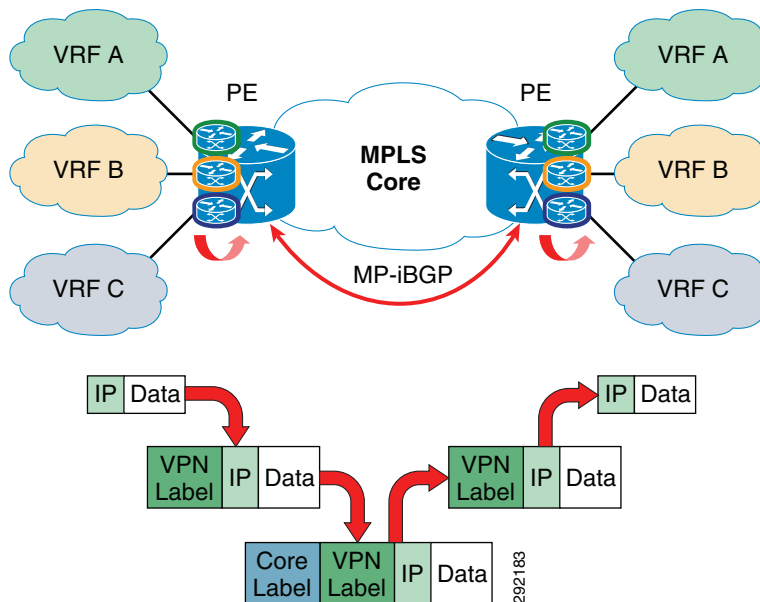 VRF A
VRF A
PE
PE
VRF B
MPLS
Core
VRF B
MP-iBGP
VRF C
VRF C
IP Data
IP Data
VPN
Label IP Data
VPN
Label IP Data
Core
Label VPN
Label IP Data
292183